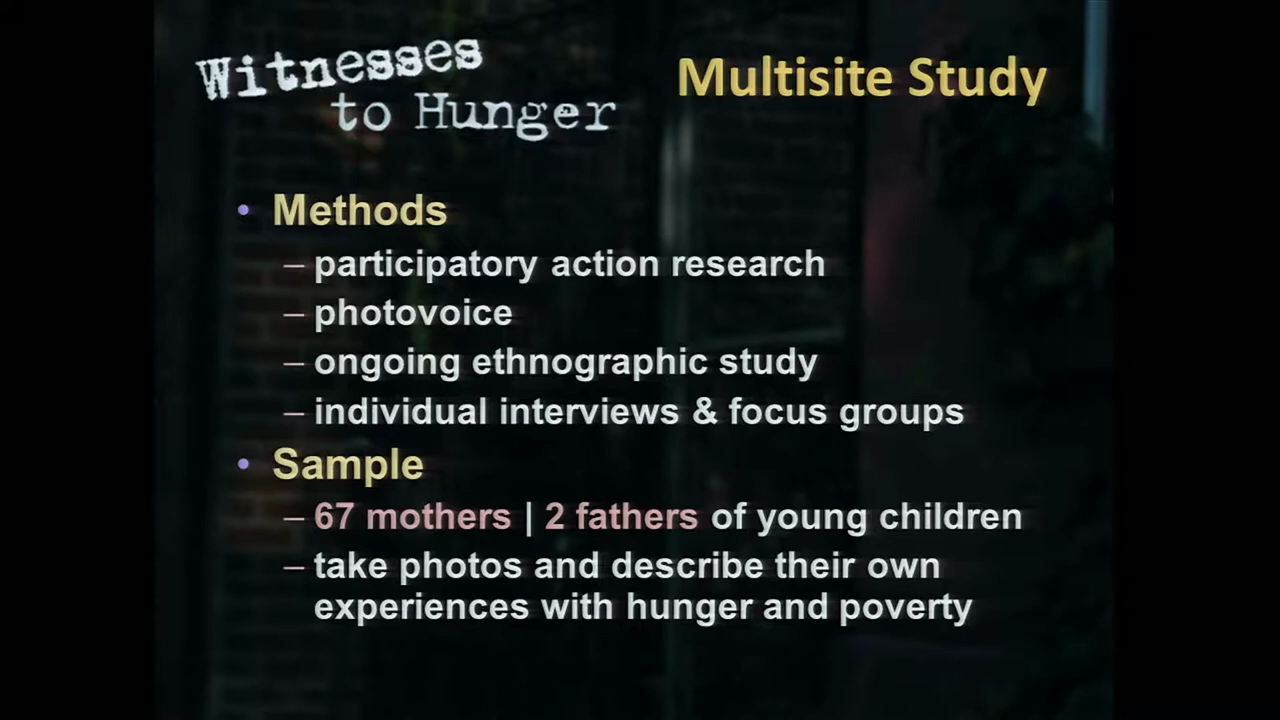 Witnesses
to Hunger
Multisite Study
• Methods
– participatory action research
– photovoice
– ongoing ethnographic study
– individual interviews & focus groups
• Sample
– 67 mothers | 2 fathers of young children
– take photos and describe their own
experiences with hunger and poverty